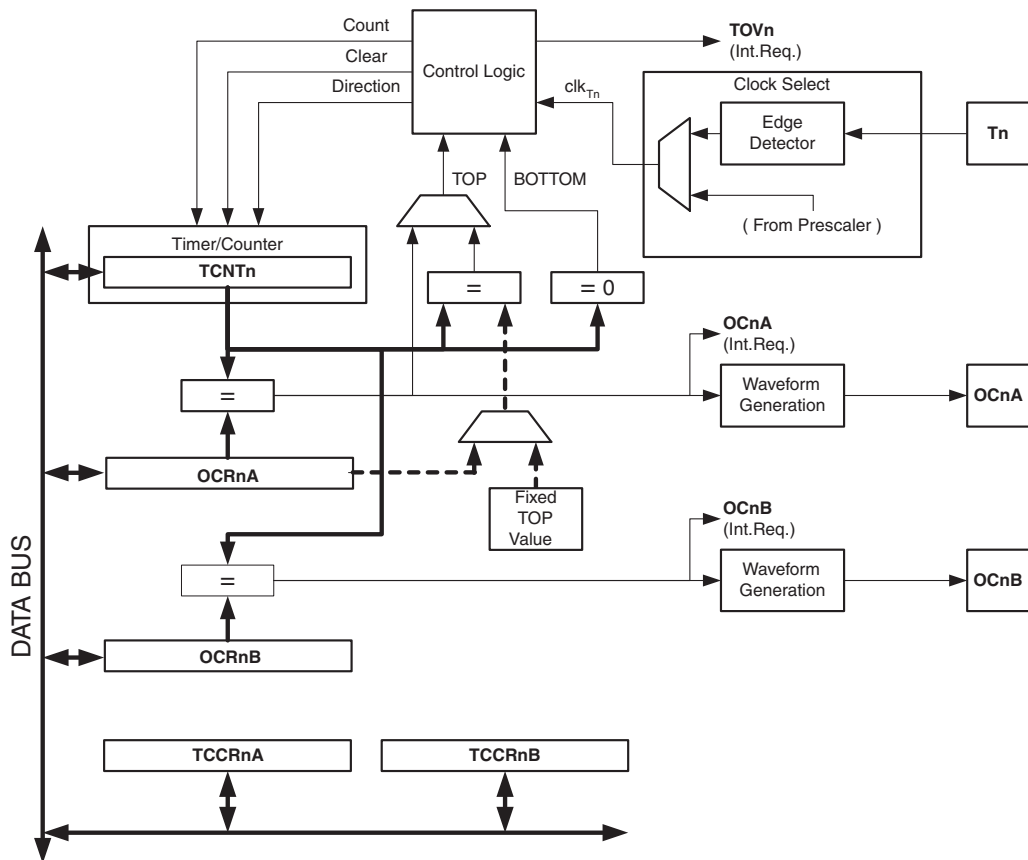 Count
Clear
Direction
Control Logic
TOVn
(Int.Req.)
clkTn
Clock Select
Edge
Detector
Tn
( From Prescaler )
TOP
BOTTOM
Timer/Counter
TCNTn
=
= 0
OCnA
(Int.Req.)
=
Waveform
Generation
OCnA
OCRnA
Fixed
TOP
Value
OCnB
(Int.Req.)
=
Waveform
Generation
OCnB
OCRnB
DATA BUS
TCCRnA
TCCRnB